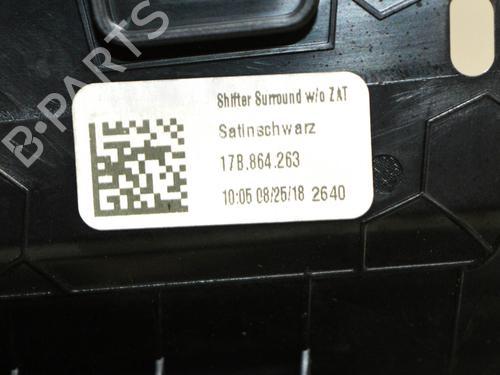 B-PARTS
Shifter Surround w/o ZAT
Satinschwarz
17B.864.263
10:05 08/25/18 2640